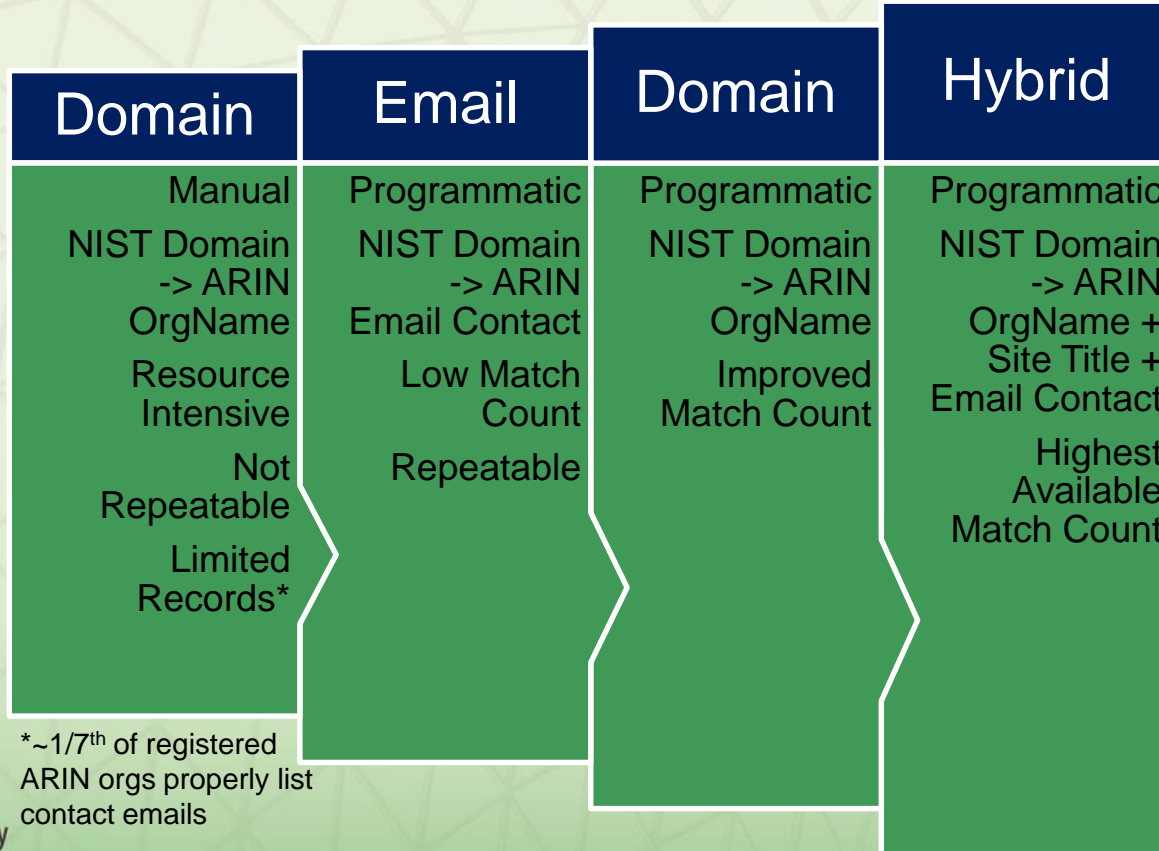 Domain
Manual
NIST Domain
-> ARIN
OrgName
Resource
Intensive
Not
Repeatable
Limited
Records*
Email
Programmatic
NIST Domain
-> ARIN
Email Contact
Low Match
Count
Repeatable
Domain
Programmatic
NIST Domain
-> ARIN
OrgName
Improved
Match Count
Hybrid
Programmatic
NIST Domain
-> ARIN
OrgName +
Site Title +
Email Contact
Highest
Available
Match Count
*~1/7th of registered
ARIN orgs properly list
contact emails